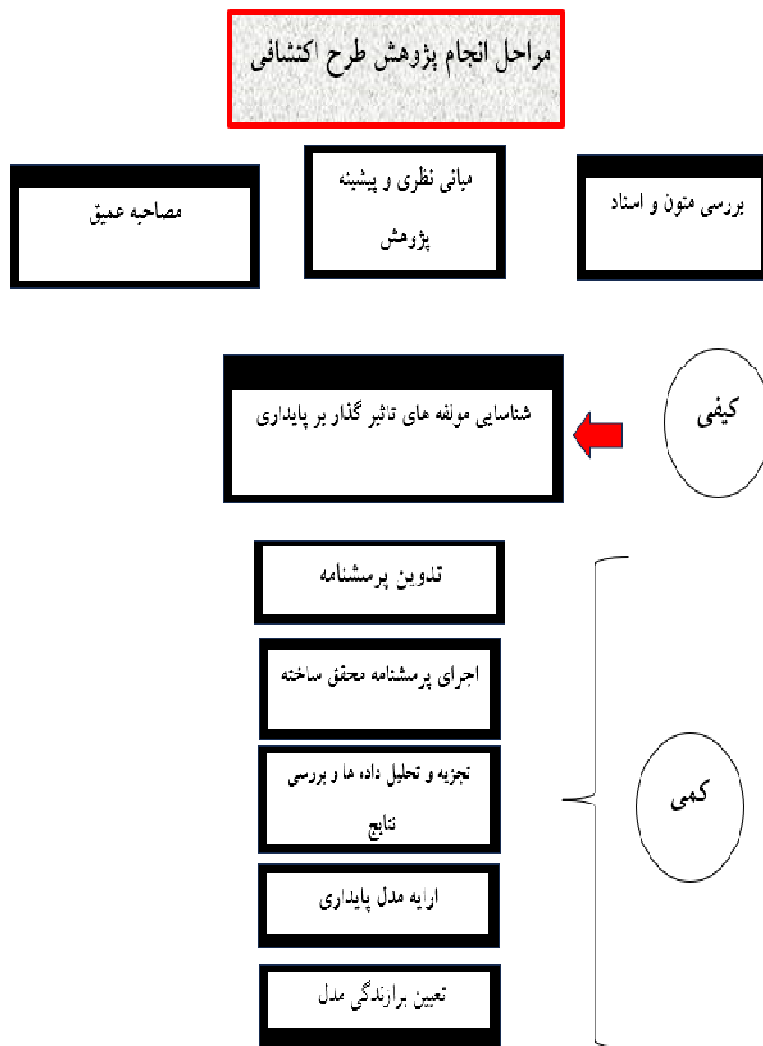 مراحل انجام پژوهش طرح اکتشافی
بررسی متون و اسناد
مبانی نظری و پیشینه
پژوهش
مصاحبه عمیق
کیفی
شناسایی مولفه های تاثیر گذار بر پایداری
تدوین پرسشنامه
اجرای پرسشنامه محقق ساخته
تجزیه و تحلیل داده ها و بررسی
نتایج
کمی
ارایه مدل پایداری
تعیین برازندگی مدل